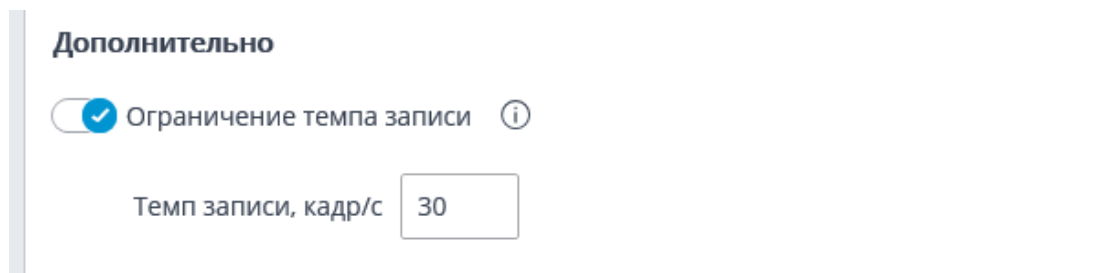 Дополнительно
Ограничение темпа записи
Темп записи, кадр/с 30